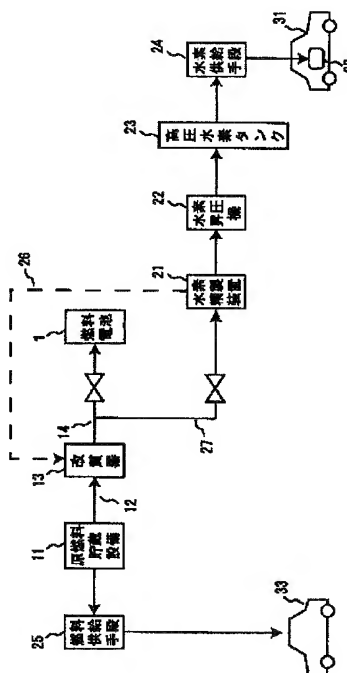 24
水素
供給
手段
31
23
高圧水素タンク
22
水素
昇圧
機
26
21
水素
精製
装置
1
燃料
電池
14
27
13
改質器
12
11
原燃料
貯蔵
設備
25
燃料
供給
手段
33